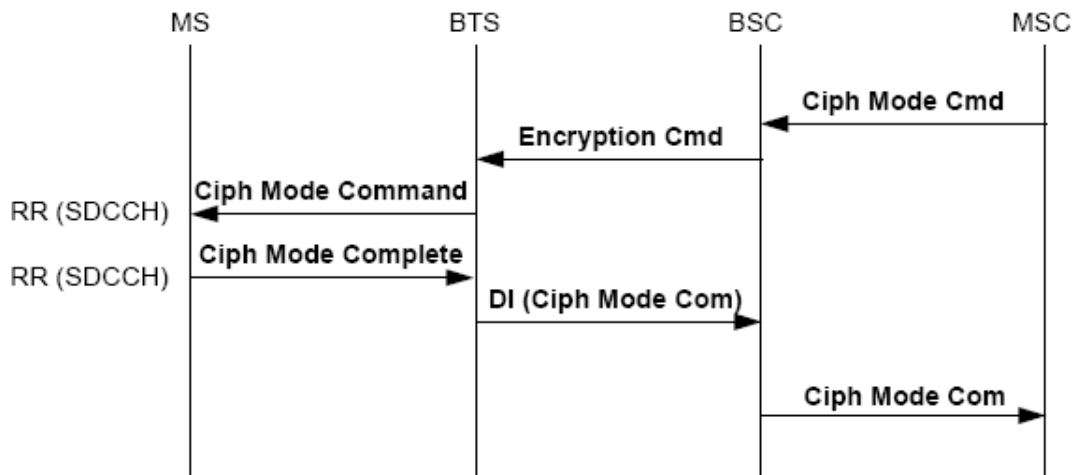 MS BTS BSC MSC
Ciph Mode Cmd
Encryption Cmd
Ciph Mode Command
RR (SDCCH)
Ciph Mode Complete
RR (SDCCH)
DI (Ciph Mode Com)
Ciph Mode Com